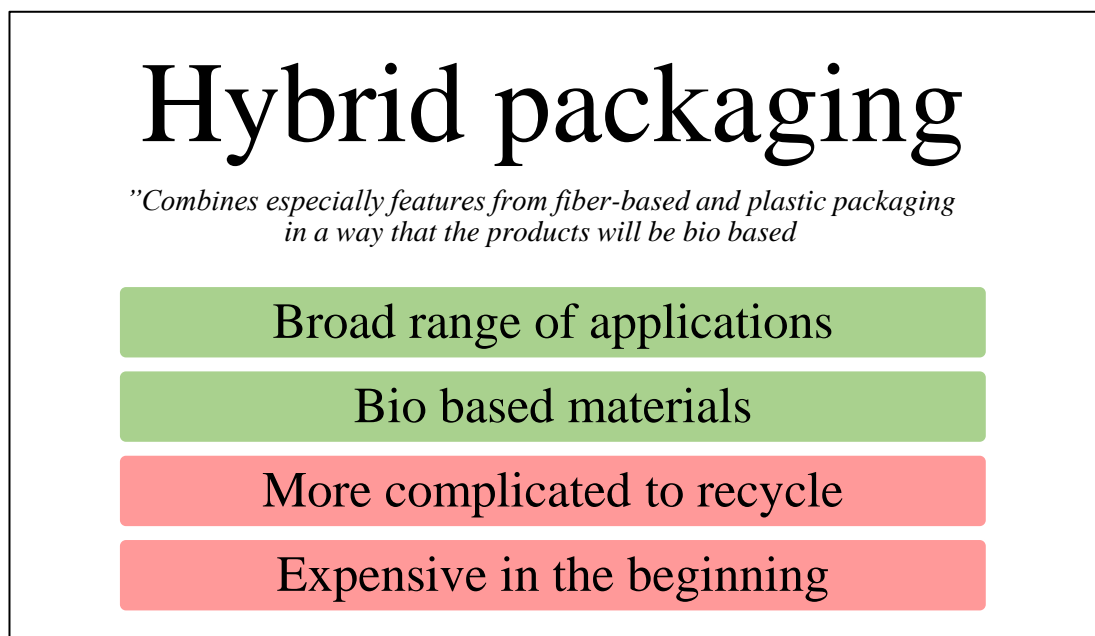 Hybrid packaging
”Combines especially features from fiber-based and plastic packaging
in a way that the products will be bio based
Broad range of applications
Bio based materials
More complicated to recycle
Expensive in the beginning